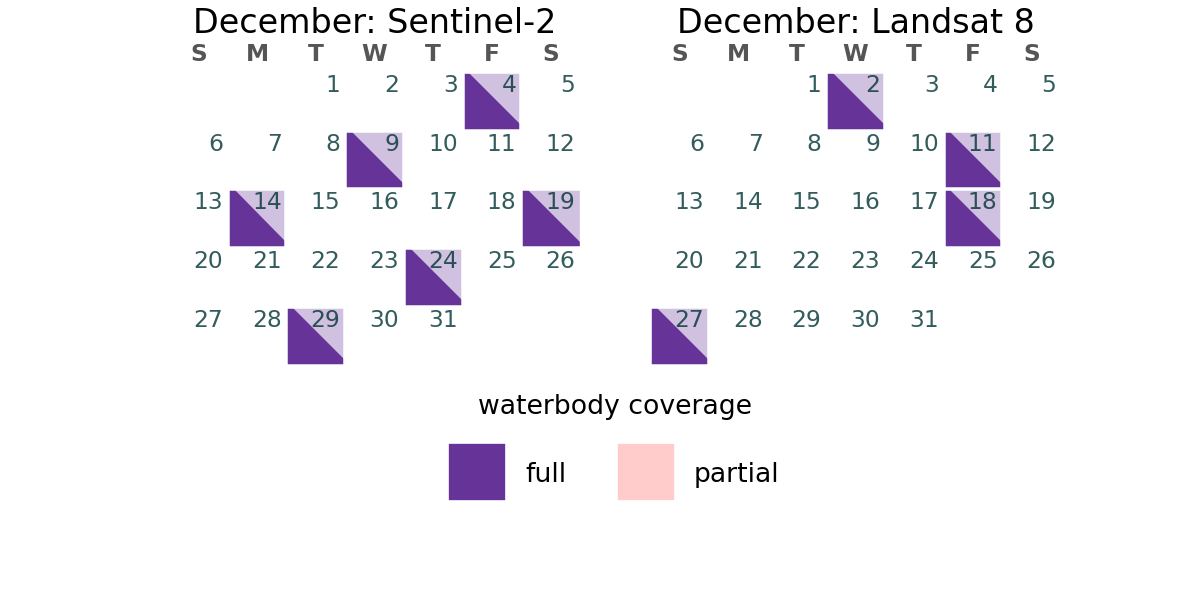 December: Sentinel-2
S M T W T F S
1 2 3 4 5
6 7 8 9 10 11 12
13 14 15 16 17 18 19
20 21 22 23 24 25 26
27 28 29 30 31
December: Landsat 8
S M T W T F S
1 2 3 4 5
6 7 8 9 10 11 12
13 14 15 16 17 18 19
20 21 22 23 24 25 26
27 28 29 30 31
waterbody coverage
full
partial